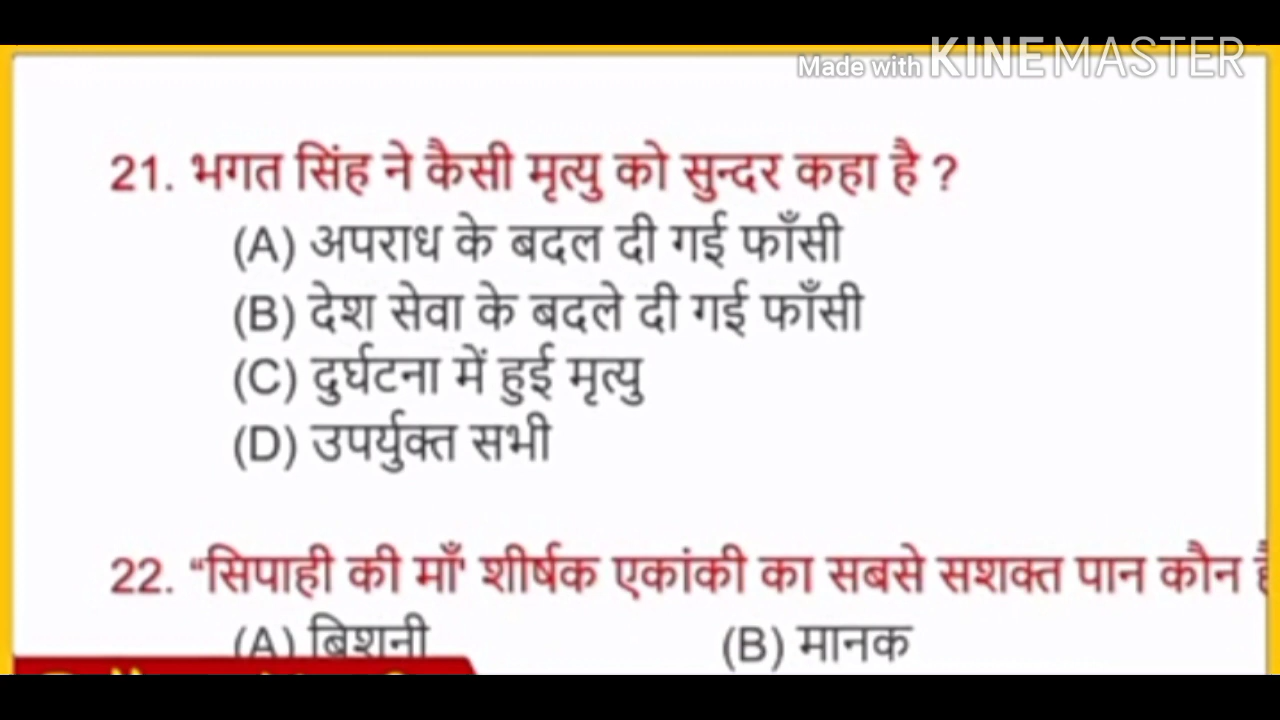 Made with KINEMASTER
21. भगत सिंह ने कैसी मृत्यु को सुन्दर कहा है ?
(A) अपराध के बदल दी गई फाँसी
(B) देश सेवा के बदले दी गई फाँसी
(C) दुर्घटना में हुई मृत्यु
(D) उपर्युक्त सभी
22. “सिपाही की माँ' शीर्षक एकांकी का सबसे सशक्त पान कौन
(A) बिशनी (B) मानक